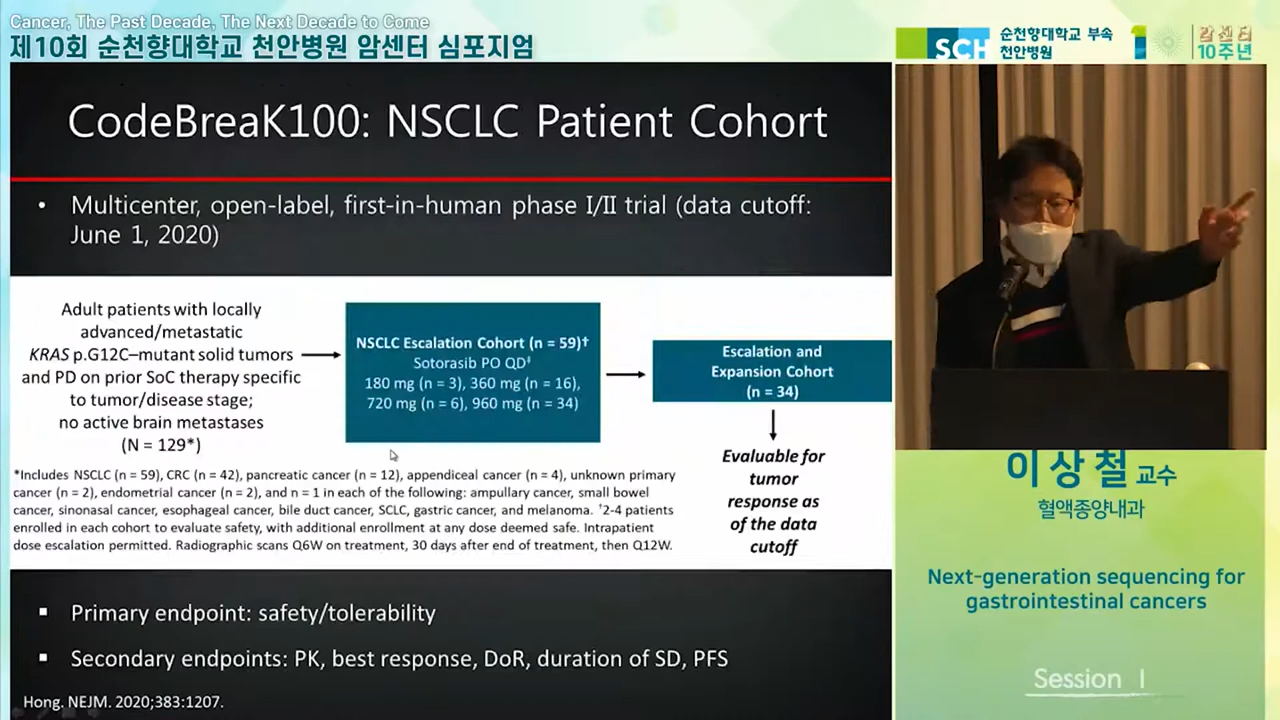 Cancer, The Past Decade, The Next Decade to Come
제10회 순천향대학교 천안병원 암센터 심포지엄
SCH
순천향대학교 부속
천안병원
암센터
10주년
CodeBreaK100: NSCLC Patient Cohort
• Multicenter, open-label, first-in-human phase I/II trial (data cutoff:
June 1, 2020)
Adult patients with locally
advanced/metastatic
KRAS p.G12C–mutant solid tumors
and PD on prior SoC therapy specific
to tumor/disease stage;
no active brain metastases
(N = 129*)
NSCLC Escalation Cohort (n = 59)†
Sotorasib PO QD‡
180 mg (n = 3), 360 mg (n = 16),
720 mg (n = 6), 960 mg (n = 34)
Escalation and
Expansion Cohort
(n = 34)
Evaluable for
tumor
response as
of the data
cutoff
*Includes NSCLC (n = 59), CRC (n = 42), pancreatic cancer (n = 12), appendiceal cancer (n = 4), unknown primary
cancer (n = 2), endometrial cancer (n = 2), and n = 1 in each of the following: ampullary cancer, small bowel
cancer, sinonasal cancer, esophageal cancer, bile duct cancer, SCLC, gastric cancer, and melanoma. †2-4 patients
enrolled in each cohort to evaluate safety, with additional enrollment at any dose deemed safe. Intrapatient
dose escalation permitted. Radiographic scans Q6W on treatment, 30 days after end of treatment, then Q12W.
▪ Primary endpoint: safety/tolerability
▪ Secondary endpoints: PK, best response, DoR, duration of SD, PFS
Hong. NEJM. 2020;383:1207.
이상철 교수
혈액종양내과
Next-generation sequencing for
gastrointestinal cancers
Session I